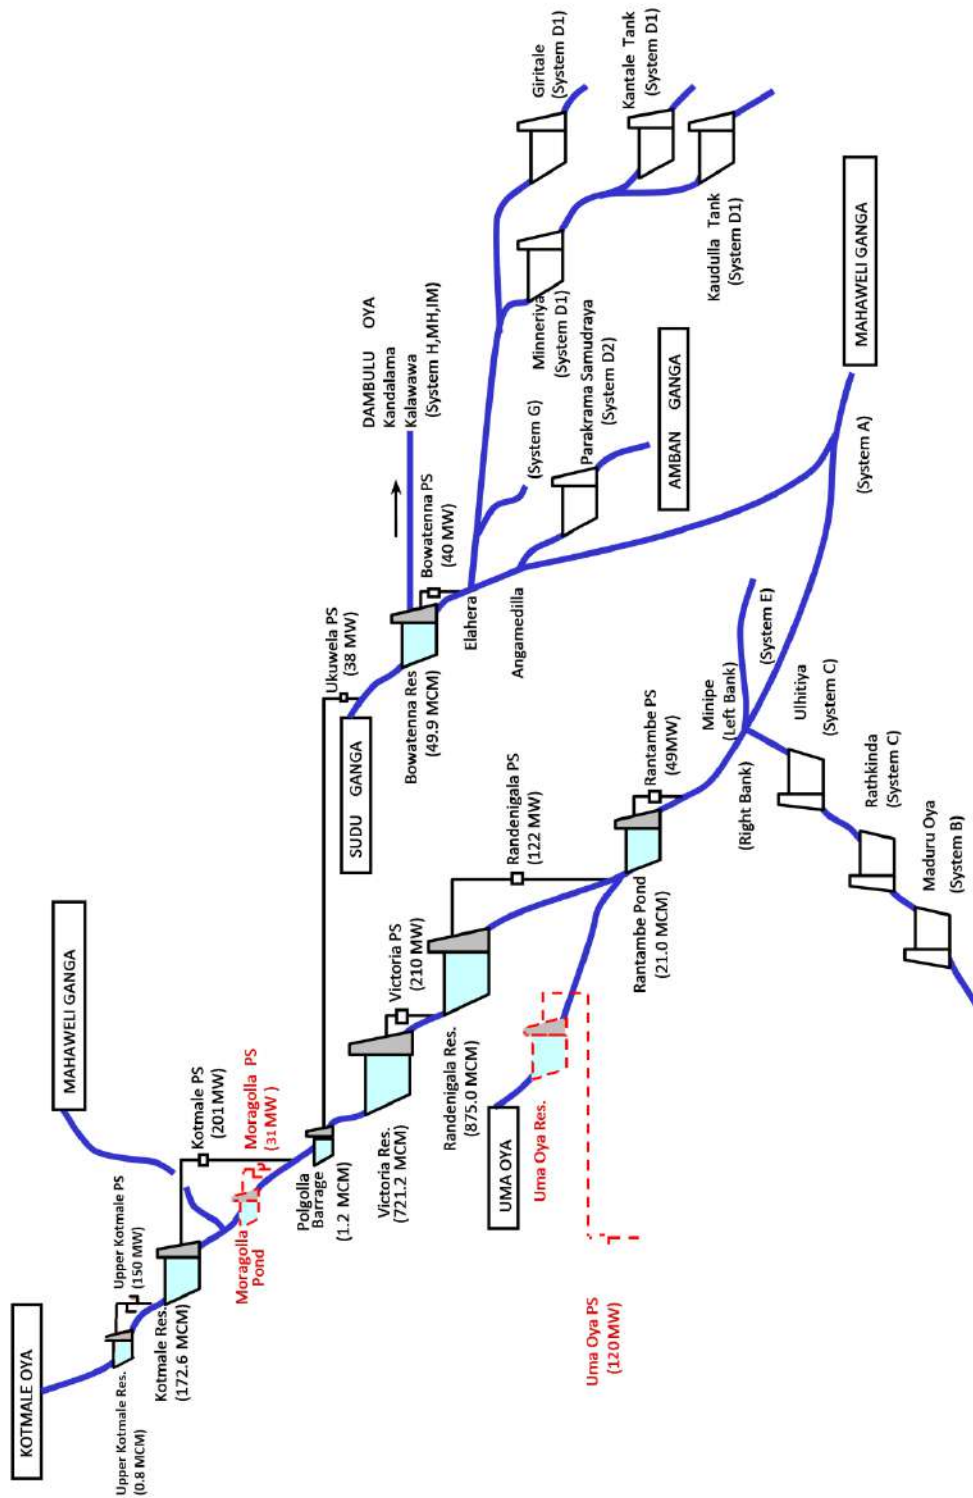 KOTMALE OYA
Upper Kotmale Res.
(0.8 MCM)
Upper Kotmale PS
(150 MW)
Kotmale Res.
(172.6 MCM)
MAHAWELI GANGA
Kotmale PS
(201MW)
Moragolla
Pond
Moragolla PS
(31 MW )
Polgolla
Barrage
(1.2 MCM)
Victoria Res.
(721.2 MCM)
Victoria PS
(210 MW)
Randenigala Res.
(875.0 MCM)
Randenigala PS
(122 MW)
UMA OYA
Uma Oya Res.
Uma Oya PS
(120MW)
Rantambe Pond
(21.0 MCM)
Rantambe PS
(49MW)
SUDU GANGA
Ukuwela PS
(38 MW)
Bowatenna Res
(49.9 MCM)
Bowatenna PS
(40 MW)
DAMBULU OYA
Kandalama
Kalawawa
(System H,MH,IM)
Elahera
Angamedilla
(System G)
Minneriya
(System D1)
Parakrama Samudraya
(System D2)
Giritale
(System D1)
Kantale Tank
(System D1)
Kaudulla Tank
(System D1)
AMBAN GANGA
MAHAWELI GANGA
(System A)
Minipe
(Left Bank)
(Right Bank)
(System E)
Ulhitiya
(System C)
Rathkinda
(System C)
Maduru Oya
(System B)